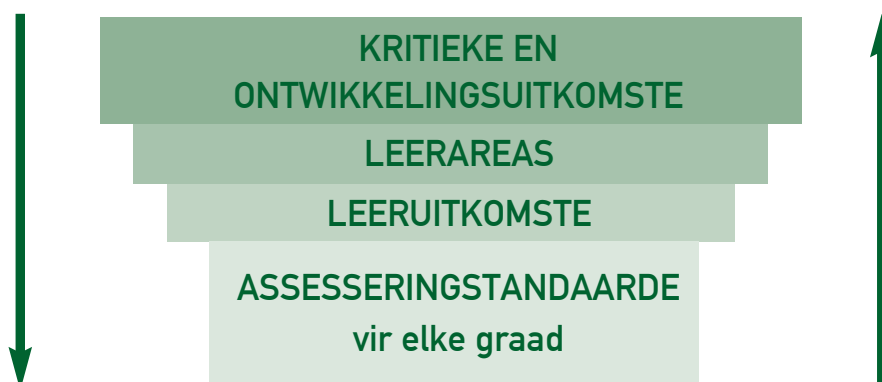 KRITIEKE EN
ONTWIKKELINGSUITKOMSTE
LEERAREAS
LEERUITKOMSTE
ASSESSERINGSTANDAARDE
vir elke graad